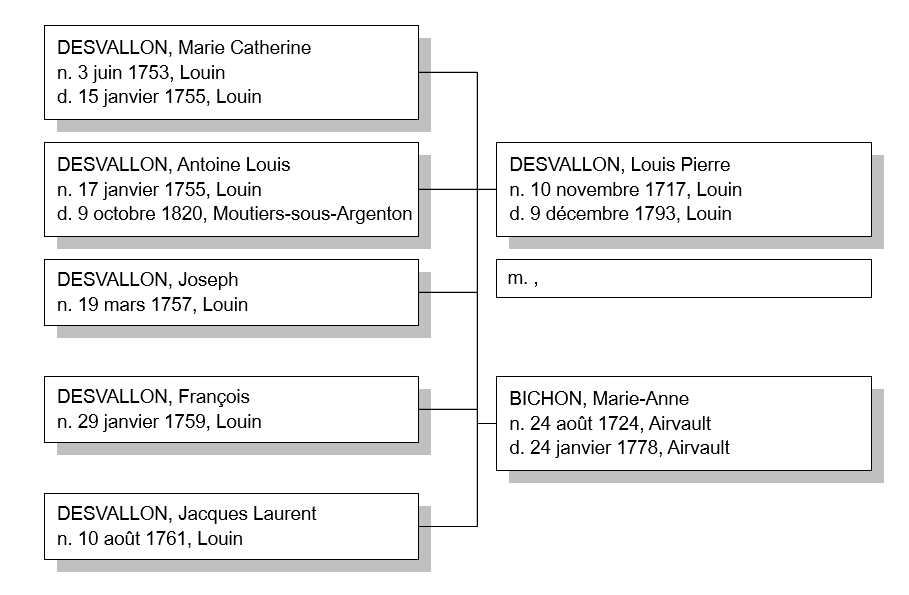 DESVALLON, Marie Catherine
n. 3 juin 1753, Louin
d. 15 janvier 1755, Louin
DESVALLON, Antoine Louis
n. 17 janvier 1755, Louin
d. 9 octobre 1820, Moutiers-sous-Argenton
DESVALLON, Joseph
n. 19 mars 1757, Louin
DESVALLON, François
n. 29 janvier 1759, Louin
DESVALLON, Jacques Laurent
n. 10 août 1761, Louin
DESVALLON, Louis Pierre
n. 10 novembre 1717, Louin
d. 9 décembre 1793, Louin
m. ,
BICHON, Marie-Anne
n. 24 août 1724, Airvault
d. 24 janvier 1778, Airvault